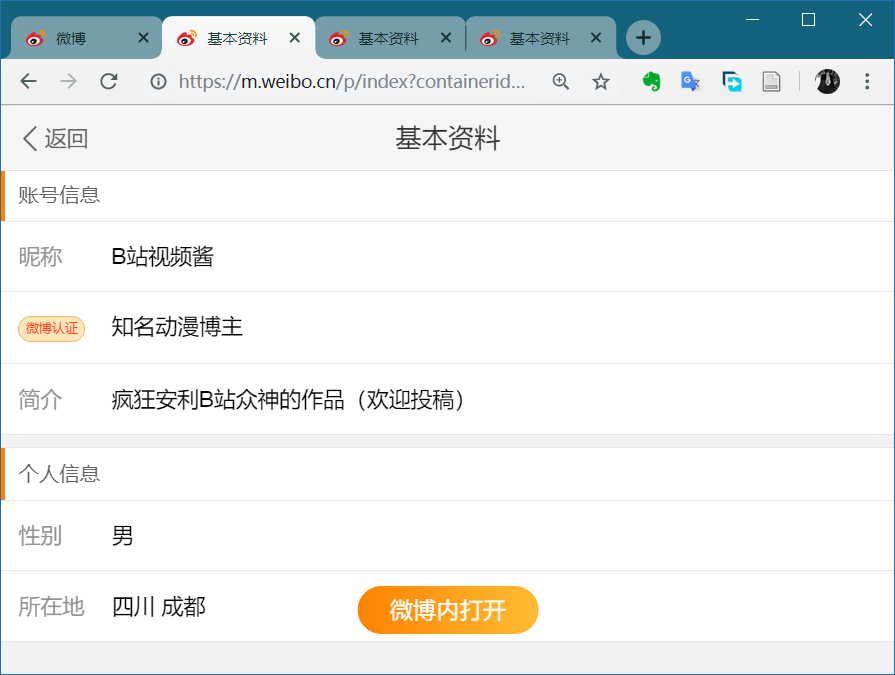 微博 基本资料 基本资料 基本资料
https://m.weibo.cn/p/index?containerid...
返回 基本资料
账号信息
昵称 B站视频酱
微博认证 知名动漫博主
简介 疯狂安利B站众神的作品（欢迎投稿）
个人信息
性别 男
所在地 四川 成都
微博内打开